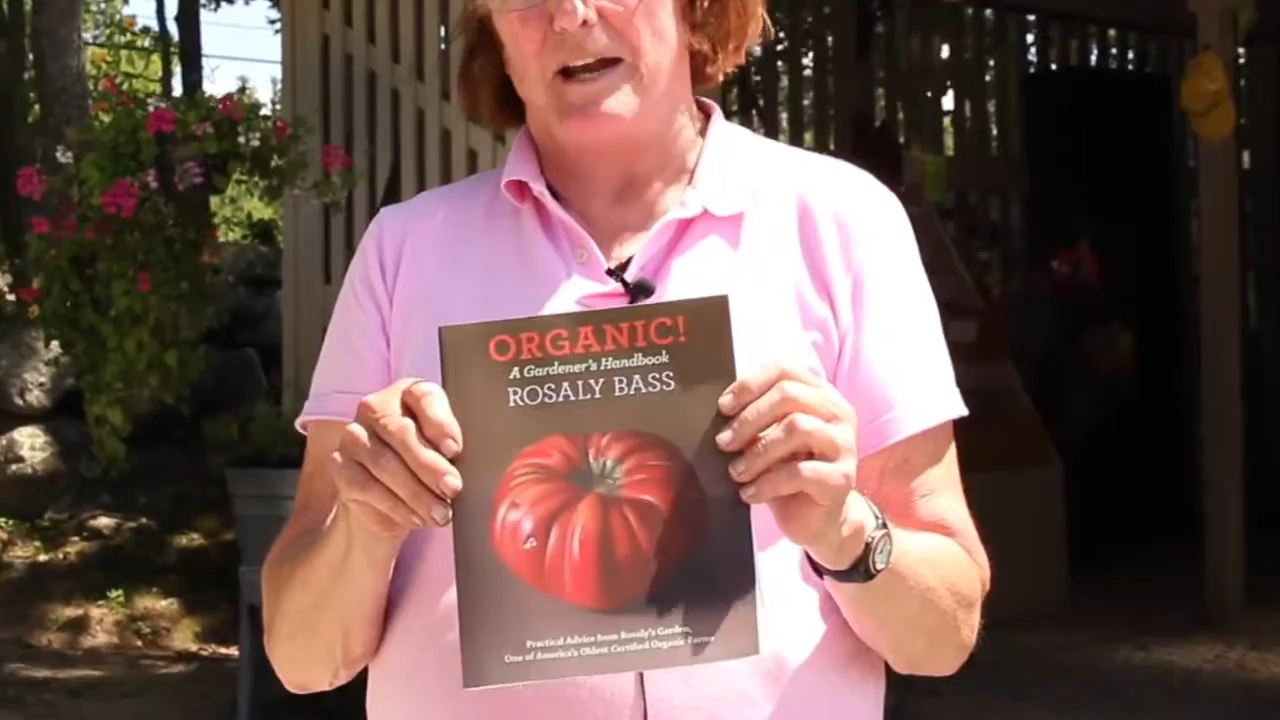 ORGANIC!
A Gardener's Handbook
ROSALY BASS
Practical Advice from Rosaly's Garden,
One of America's Oldest Certified Organic Farms